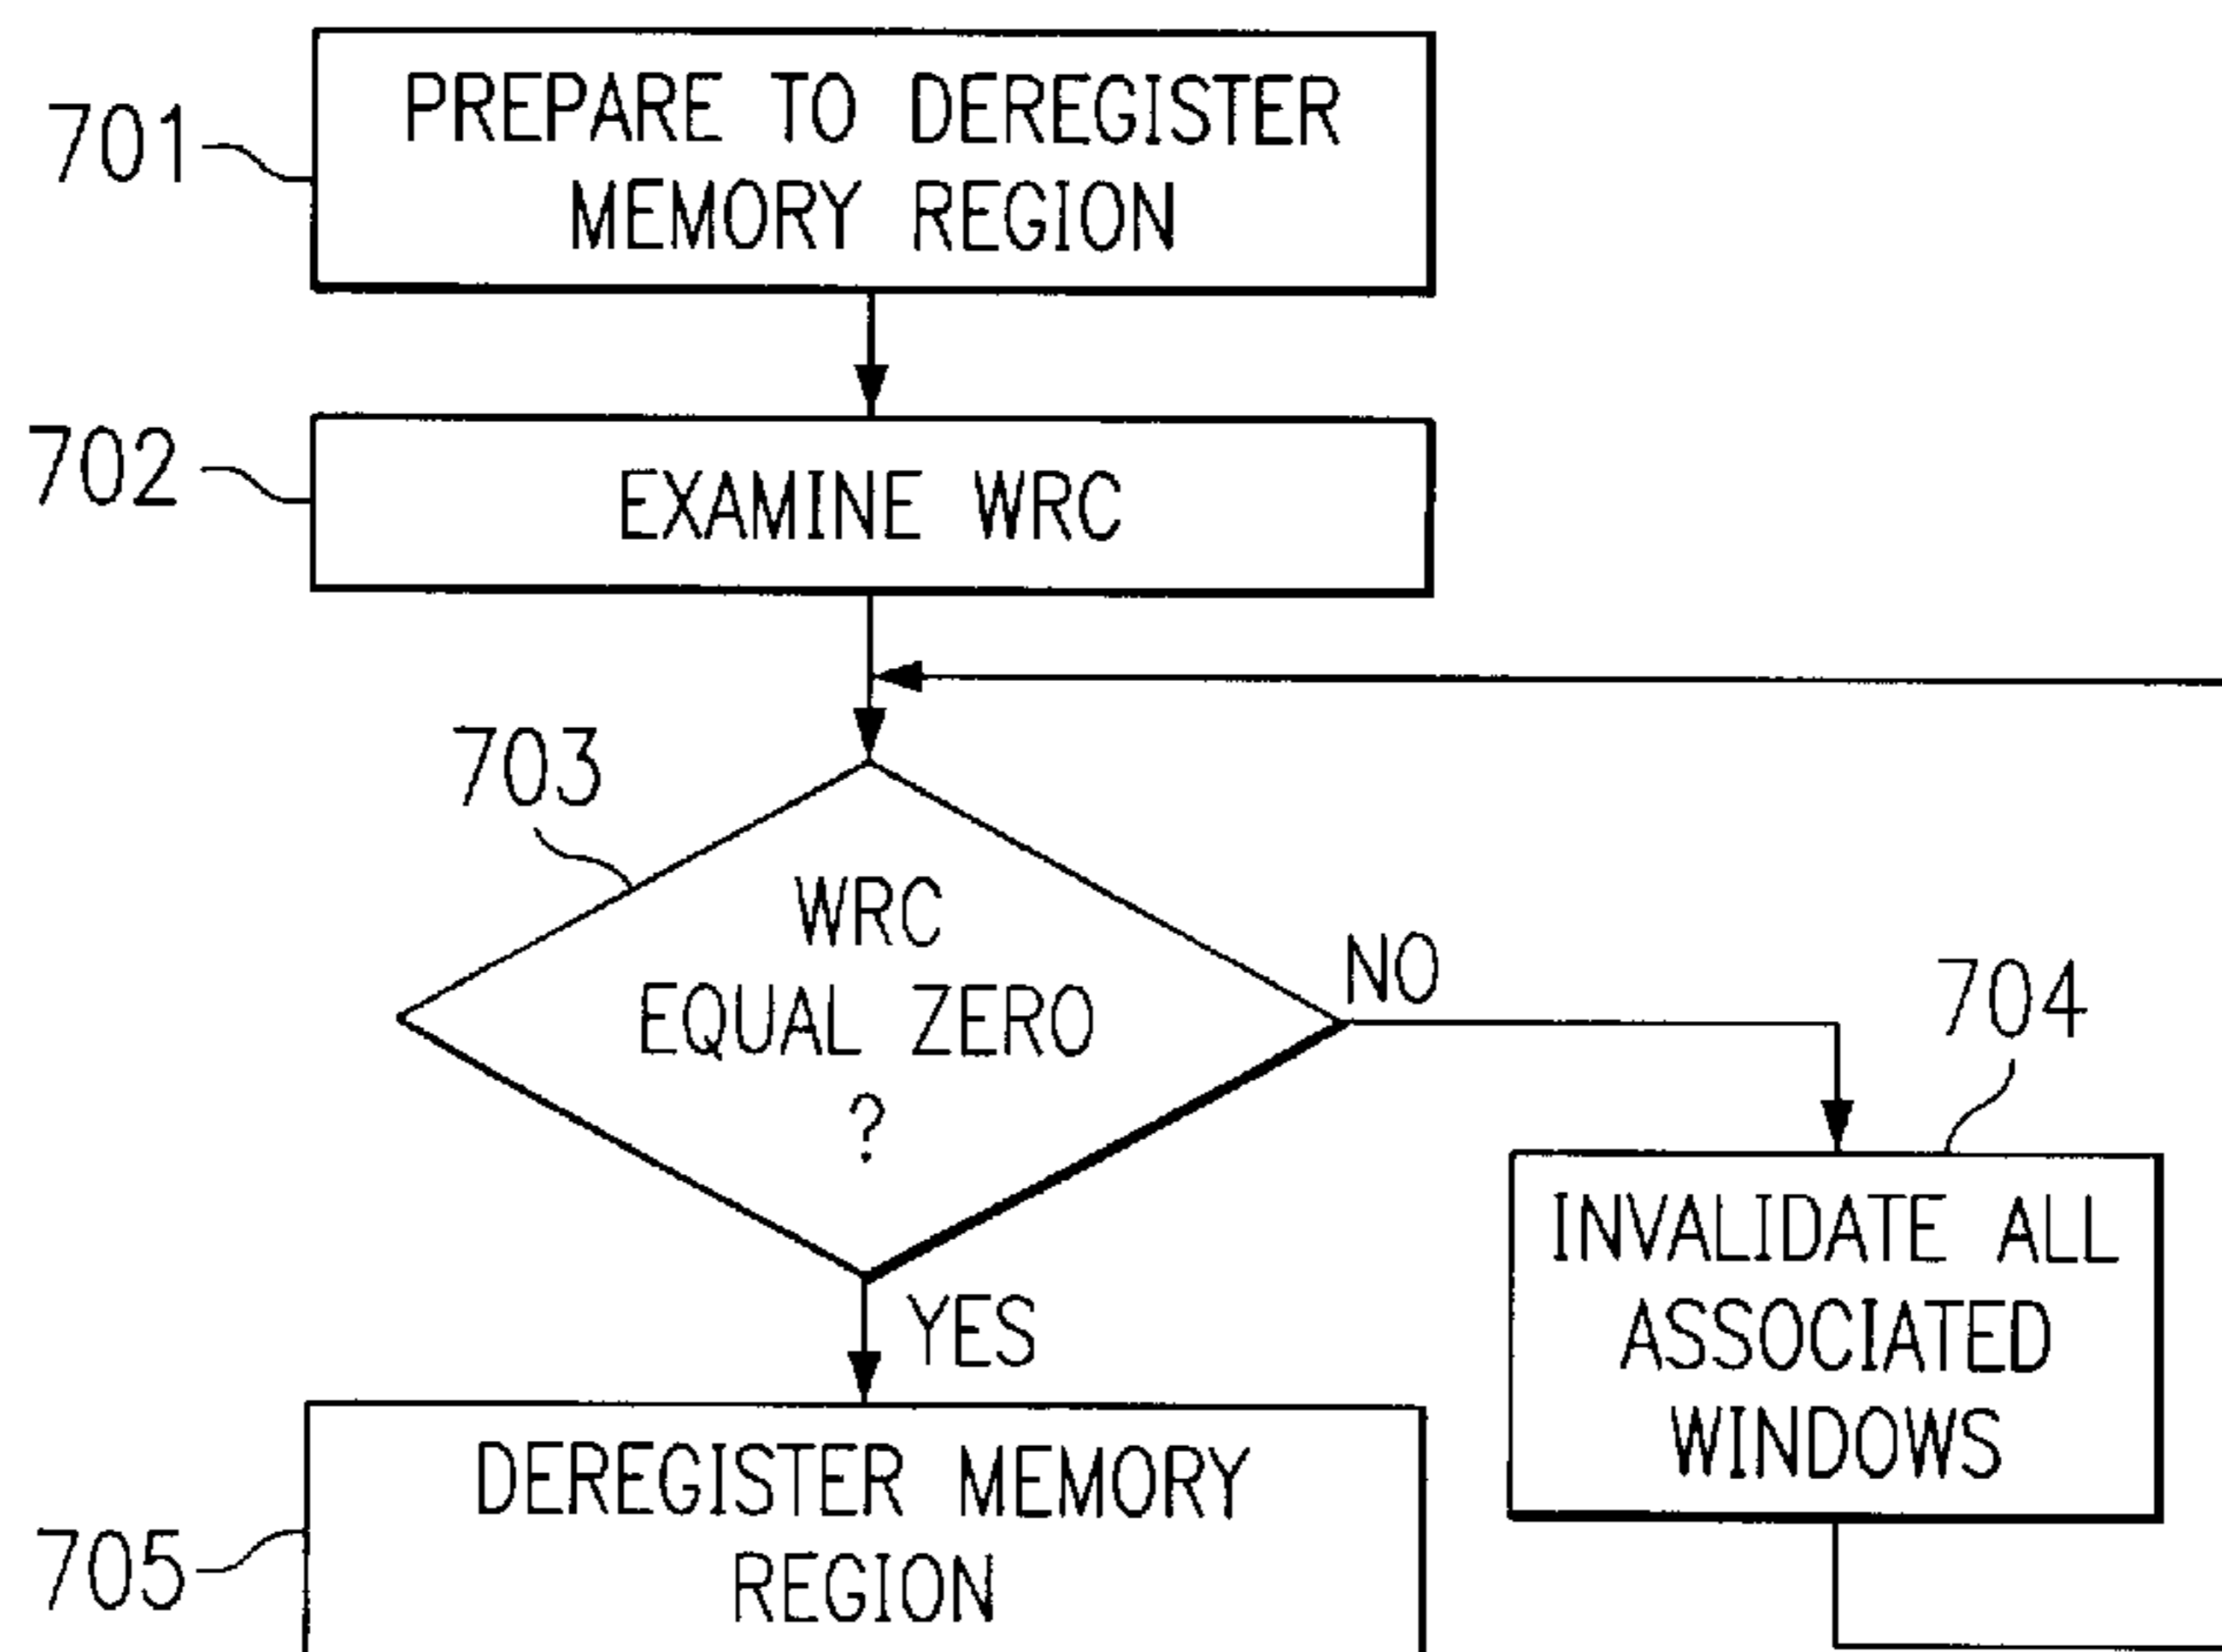 701
PREPARE TO DEREGISTER
MEMORY REGION
702
EXAMINE WRC
703
WRC
EQUAL ZERO
?
NO
704
INVALIDATE ALL
ASSOCIATED
WINDOWS
YES
705
DEREGISTER MEMORY
REGION